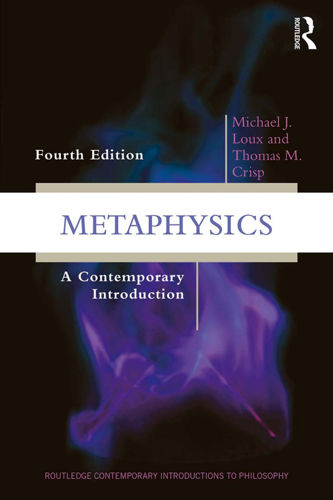 ROUTLEDGE
Michael J.
Loux and
Thomas M.
Crisp
Fourth Edition
METAPHYSICS
A Contemporary
Introduction
ROUTLEDGE CONTEMPORARY INTRODUCTIONS TO PHILOSOPHY